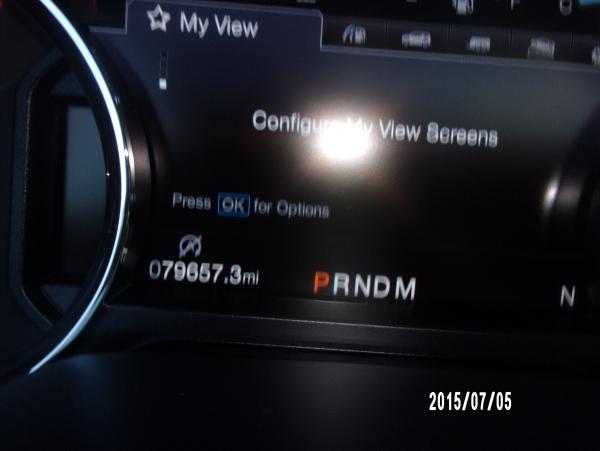 My View
Configure My View Screens
Press OK for Options
079657.3mi
PRNDM
N
2015/07/05